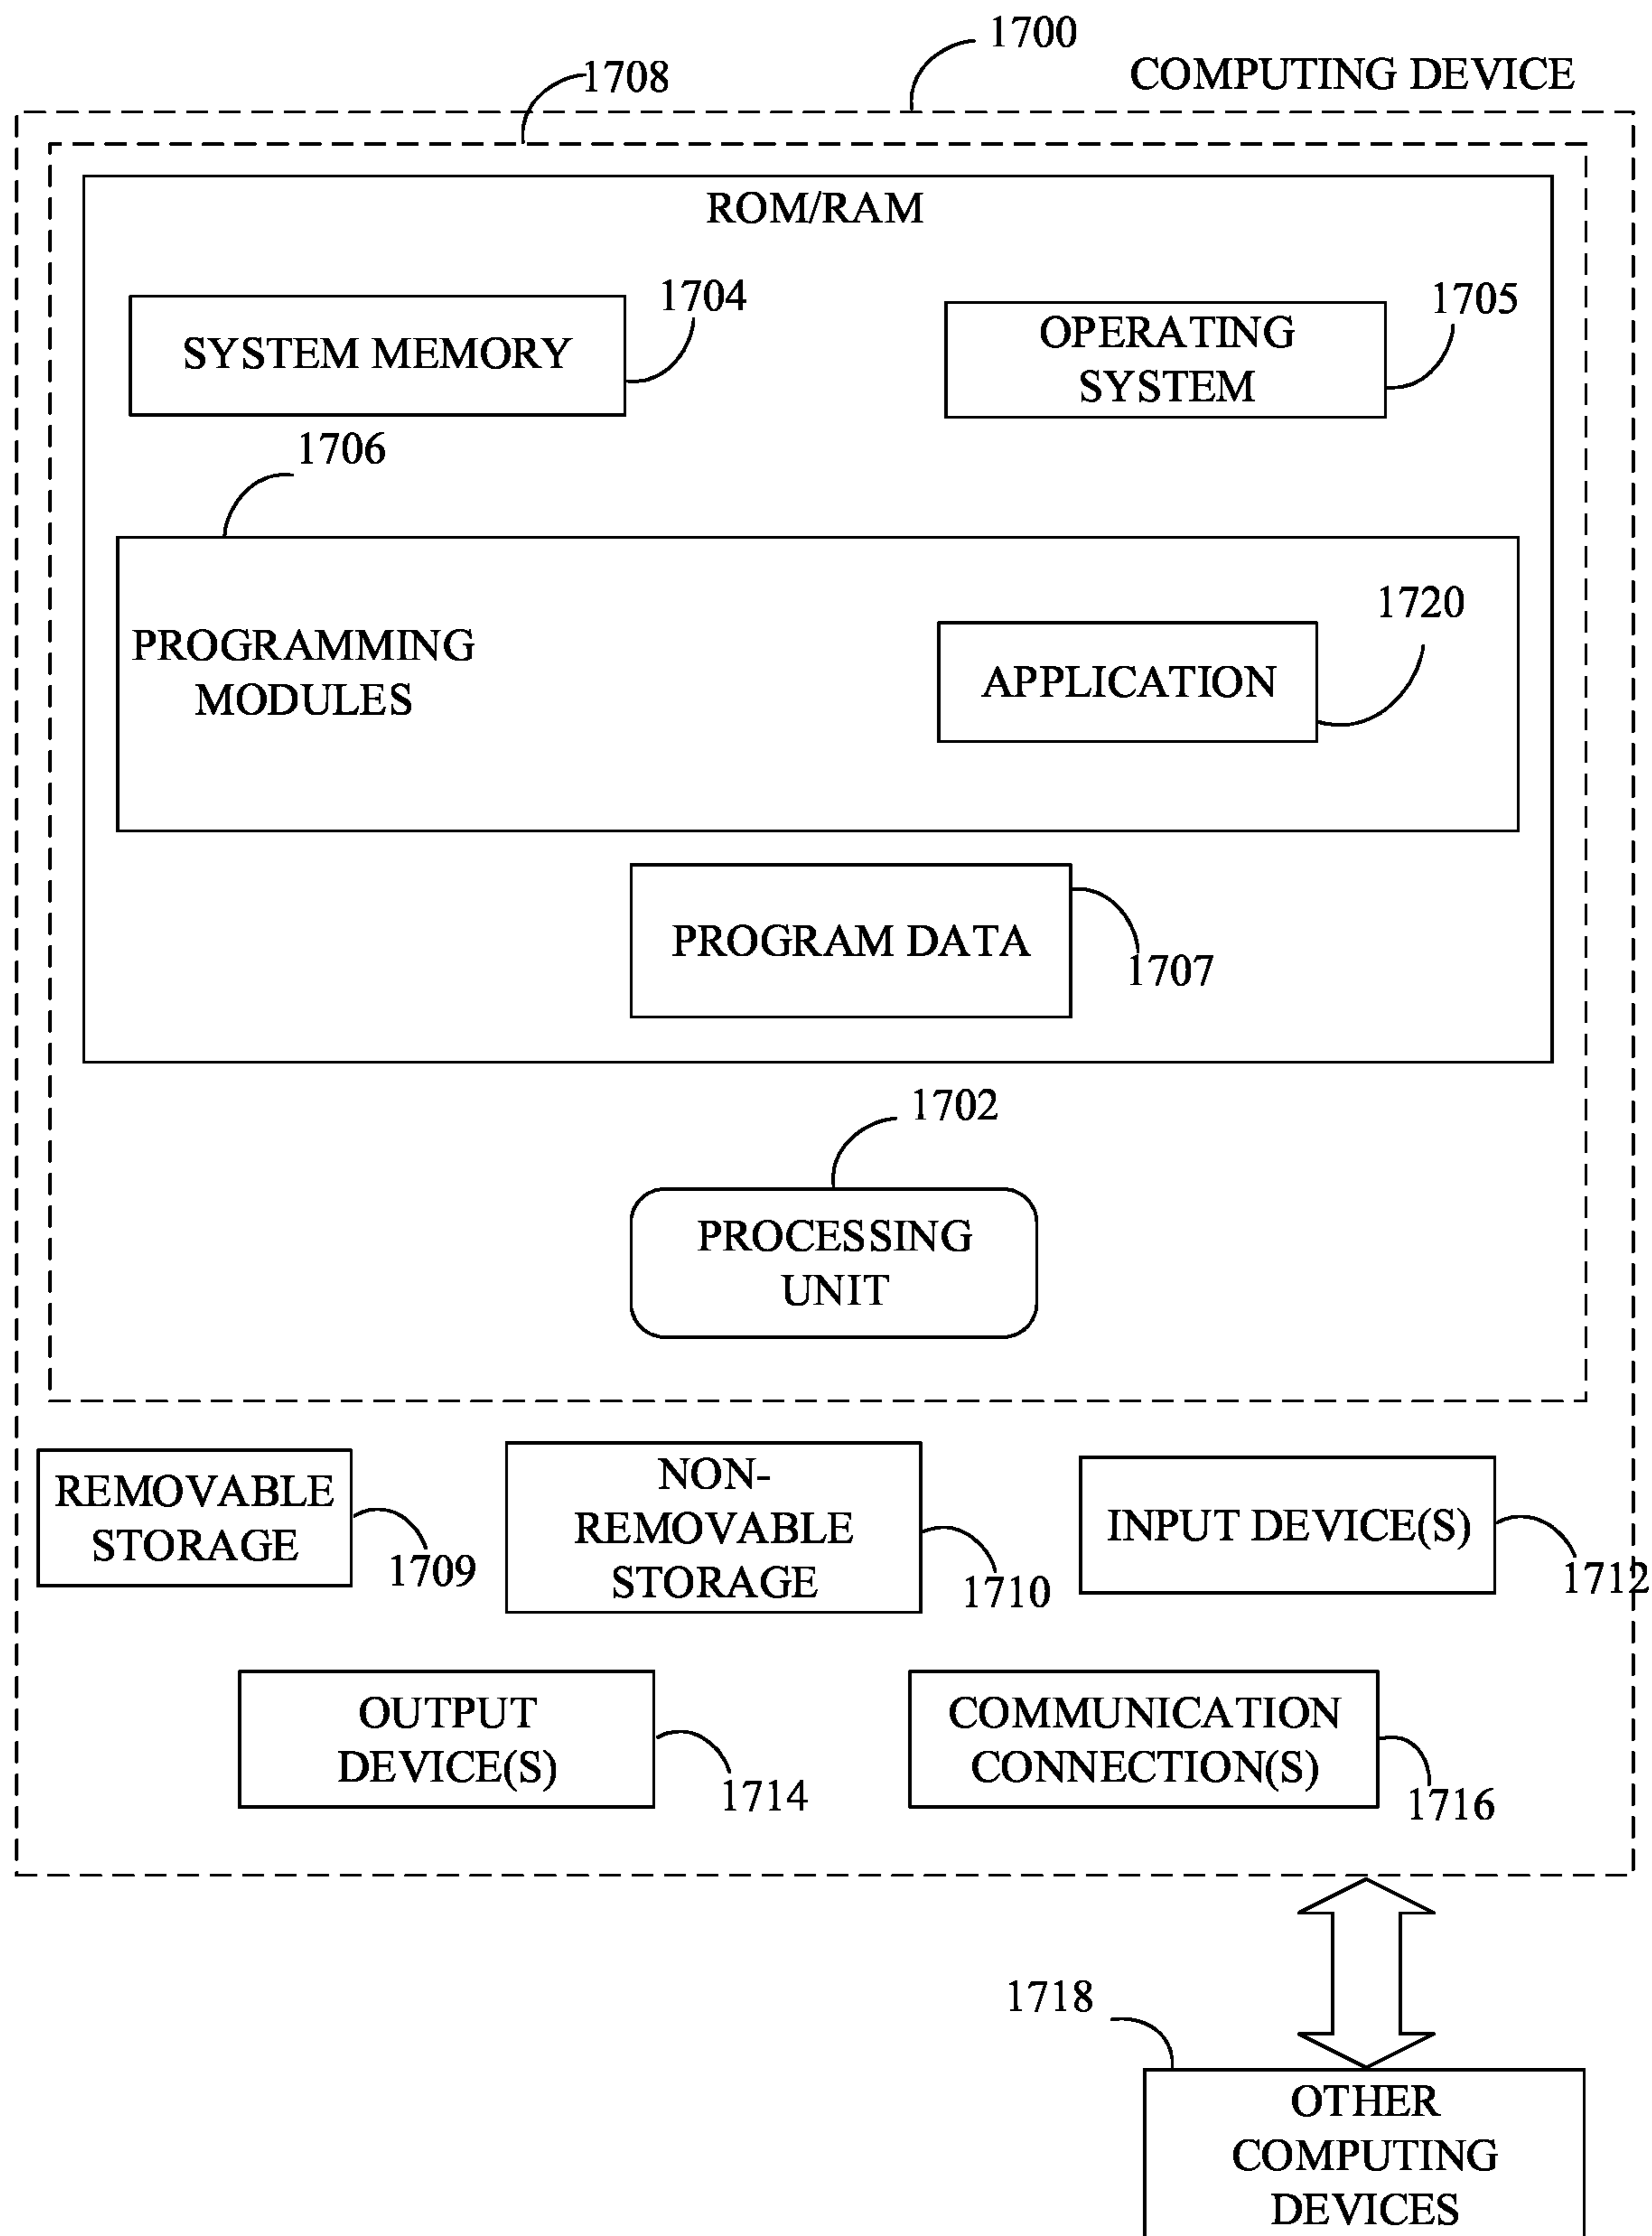 1700
1708
COMPUTING DEVICE
ROM/RAM
1704
1705
SYSTEM MEMORY
OPERATING
SYSTEM
1706
1720
PROGRAMMING
MODULES
APPLICATION
PROGRAM DATA
1707
1702
PROCESSING
UNIT
REMOVABLE
STORAGE
1709
NON-
REMOVABLE
STORAGE
1710
INPUT DEVICE(S)
1712
OUTPUT
DEVICE(S)
1714
COMMUNICATION
CONNECTION(S)
1716
1718
OTHER
COMPUTING
DEVICES